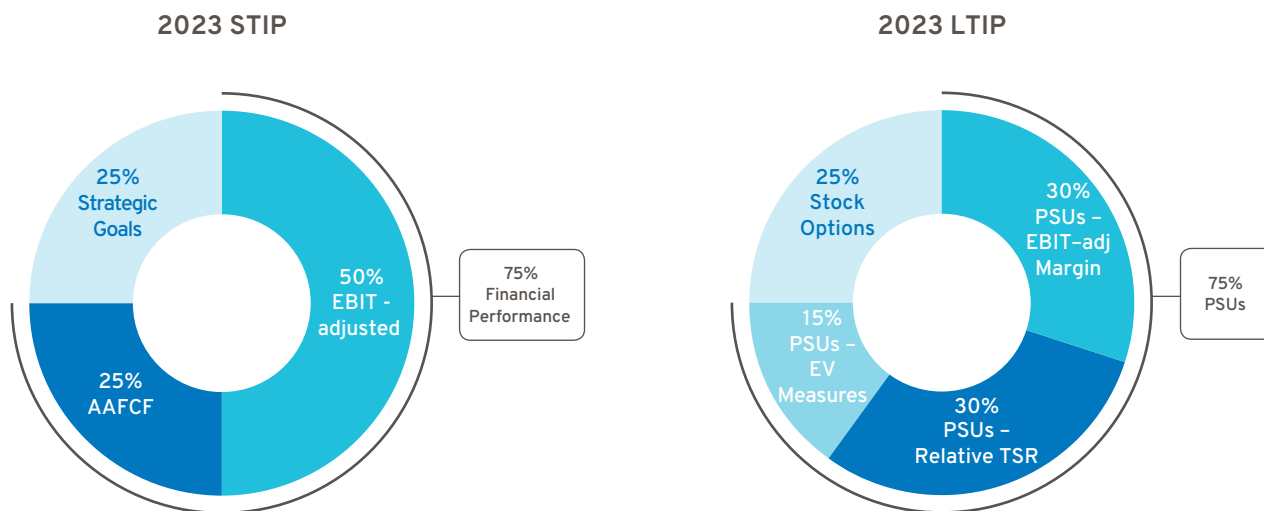 2023 STIP
25%
Strategic
Goals
50%
EBIT -
adjusted
25%
AAFCF
75%
Financial
Performance
2023 LTIP
25%
Stock
Options
30%
PSUs –
EBIT–adj
Margin
15%
PSUs –
EV
Measures
30%
PSUs –
Relative TSR
75%
PSUs